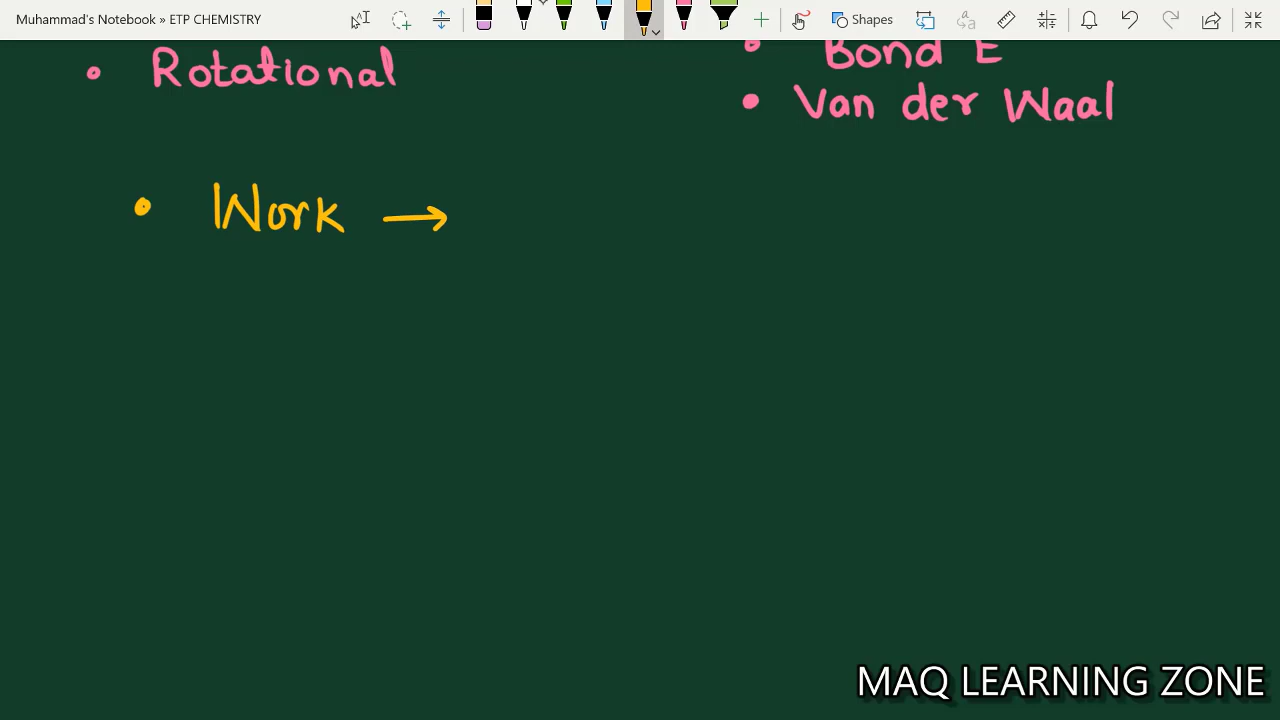 Muhammad's Notebook » ETP CHEMISTRY
Shapes
• Rotational
• Bond E
• Van der Waal
• Work →
MAQ LEARNING ZONE